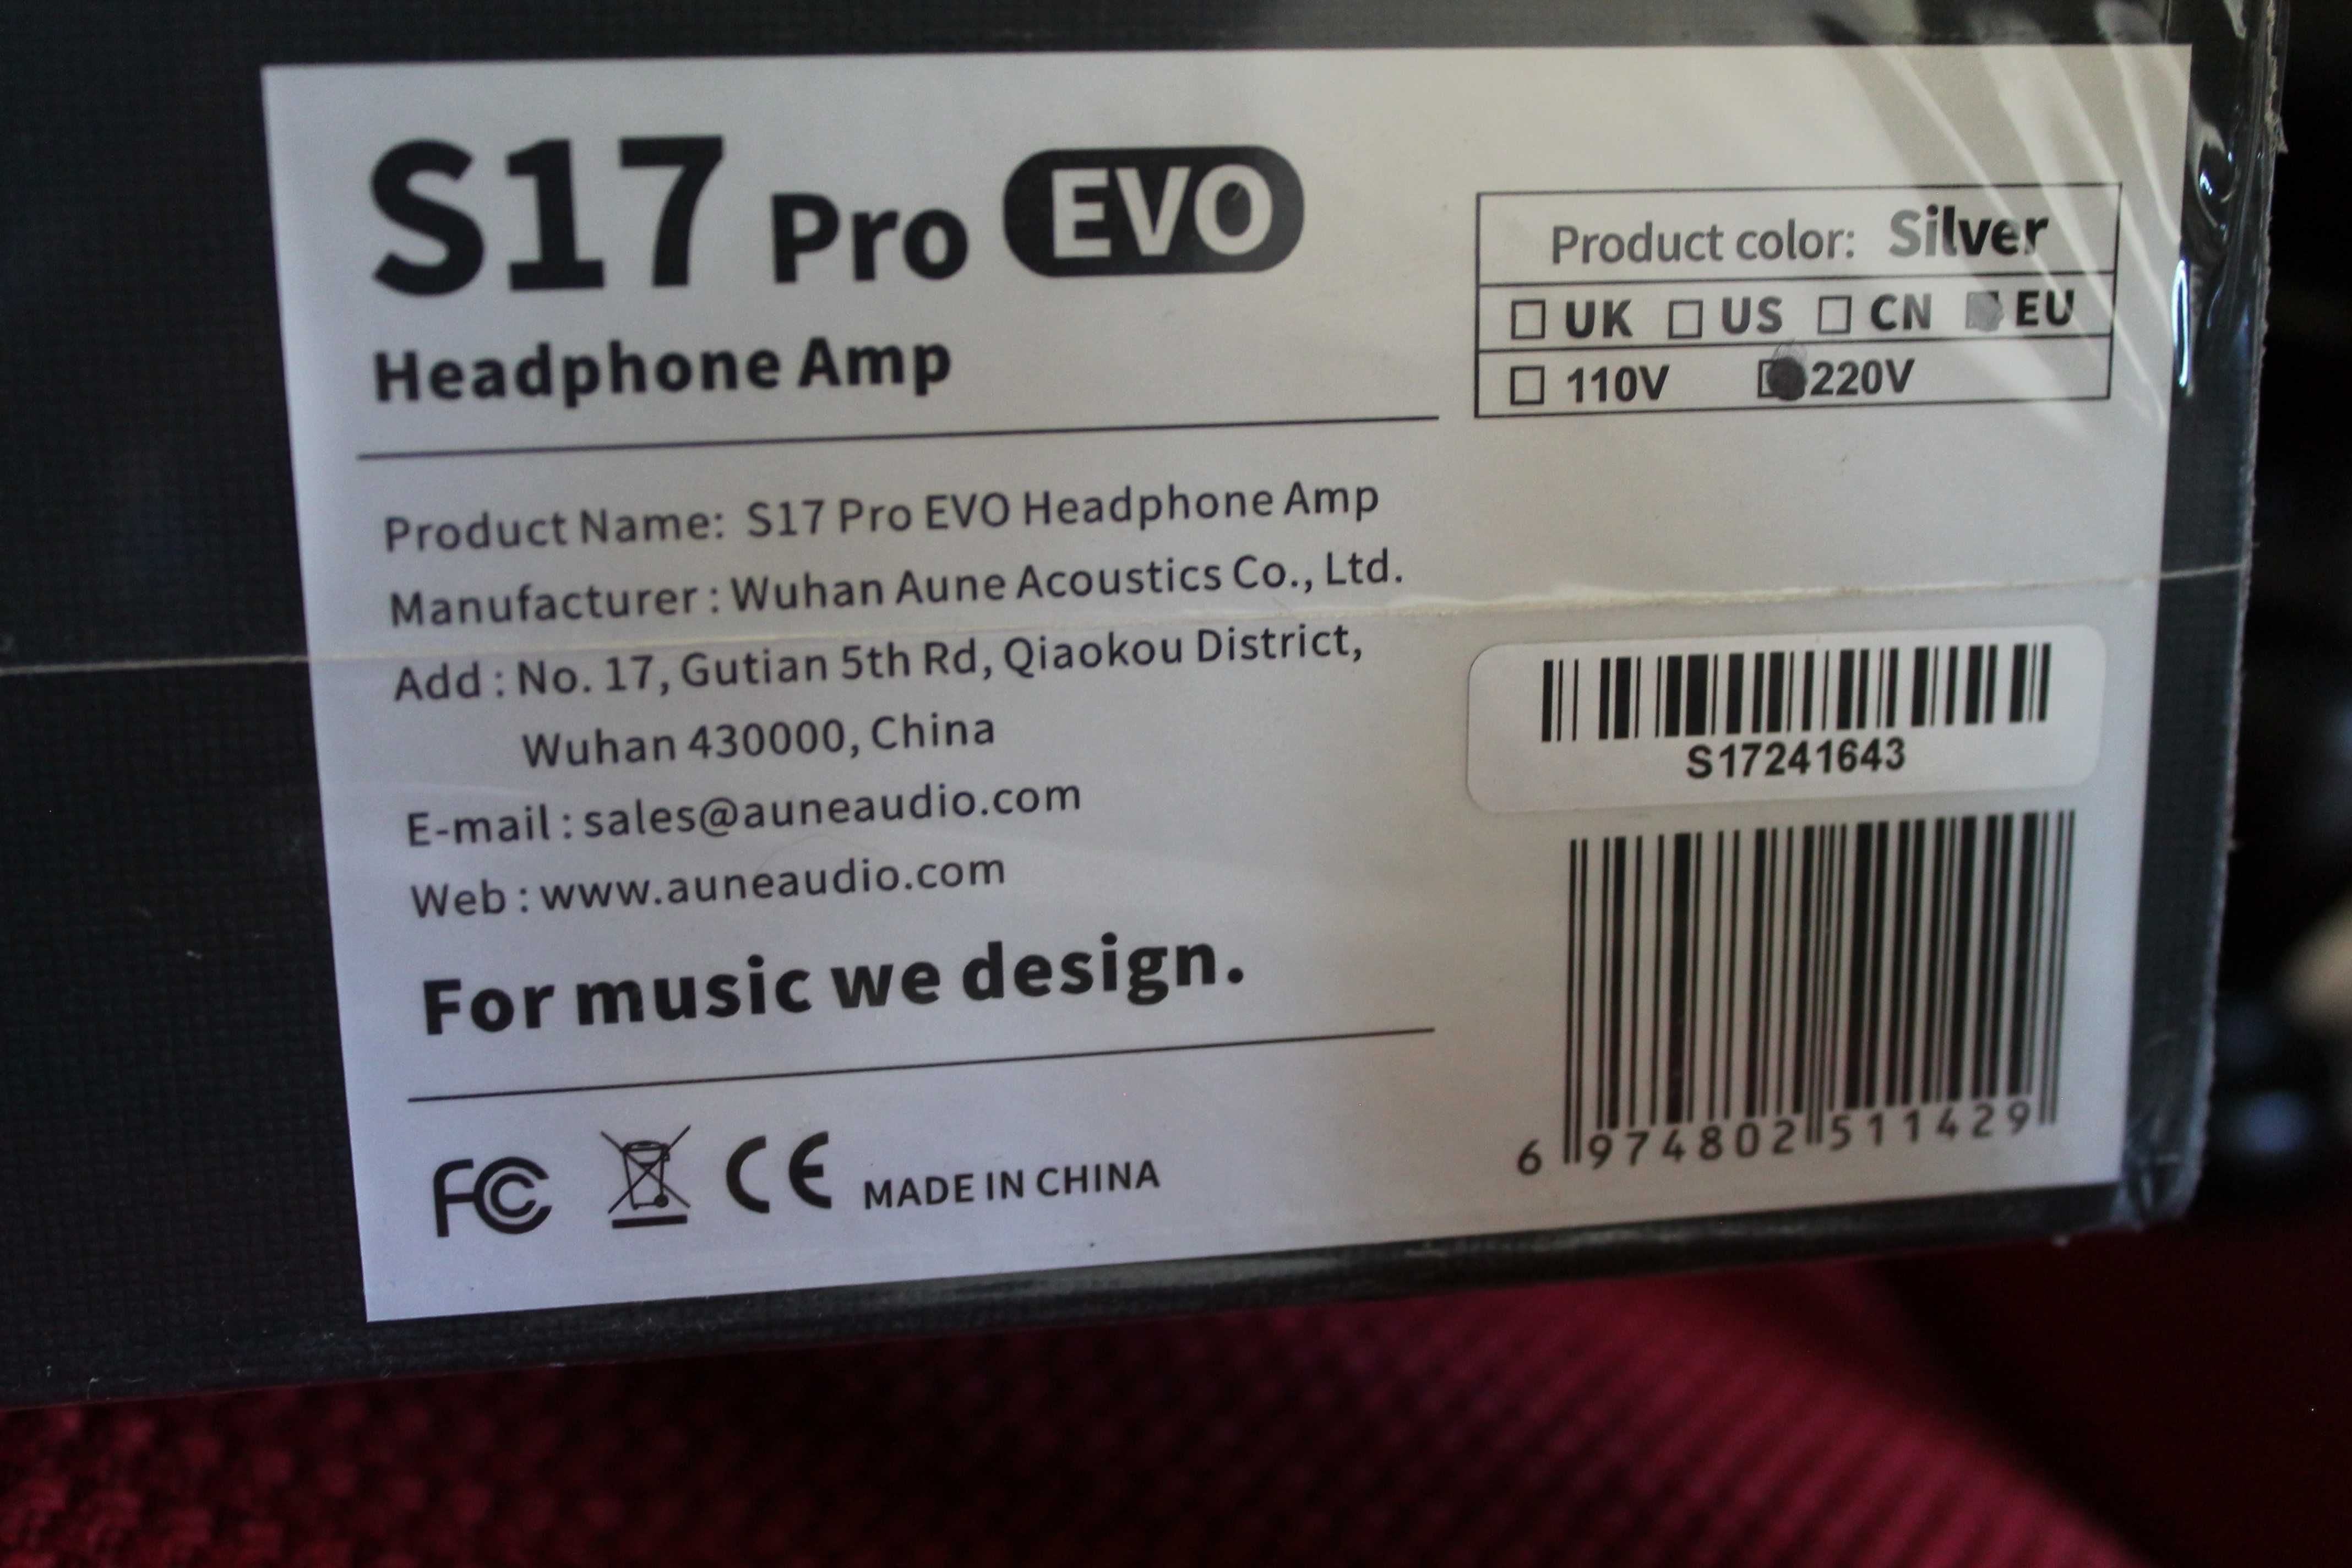 S17 Pro EVO
Headphone Amp
Product color: Silver
UK US CN EU
110V 220V
Product Name: S17 Pro EVO Headphone Amp
Manufacturer : Wuhan Aune Acoustics Co., Ltd.
Add : No. 17, Gutian 5th Rd, Qiaokou District,
Wuhan 430000, China
E-mail : sales@auneaudio.com
Web : www.auneaudio.com
For music we design.
FC CE MADE IN CHINA
S17241643
6 974802 511429